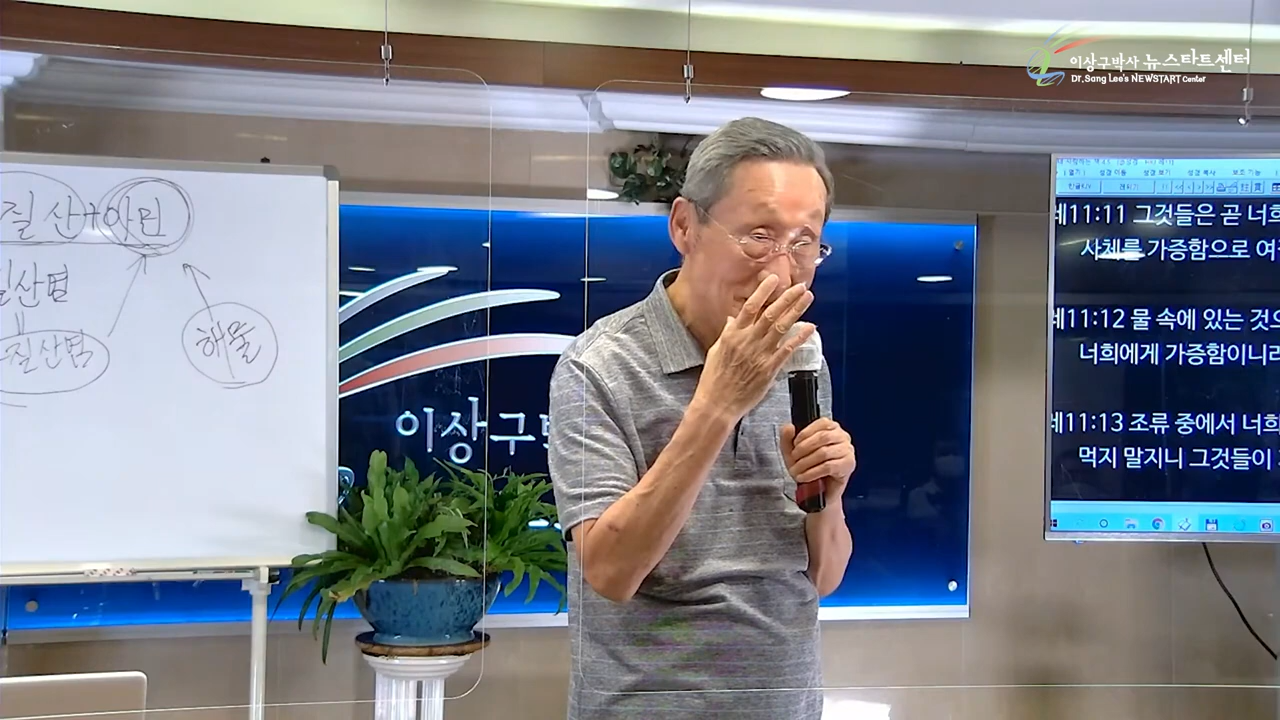 이상구박사 뉴스타트센터
Dr. Sang Lee's NEWSTART Center
질 산+아민
질산염
질산염
해물
이상구
레11:11 그것들은 곧 너희
사체를 가증함으로 여
레11:12 물 속에 있는 것
너희에게 가증함이니라
레11:13 조류 중에서 너희
먹지 말지니 그것들이